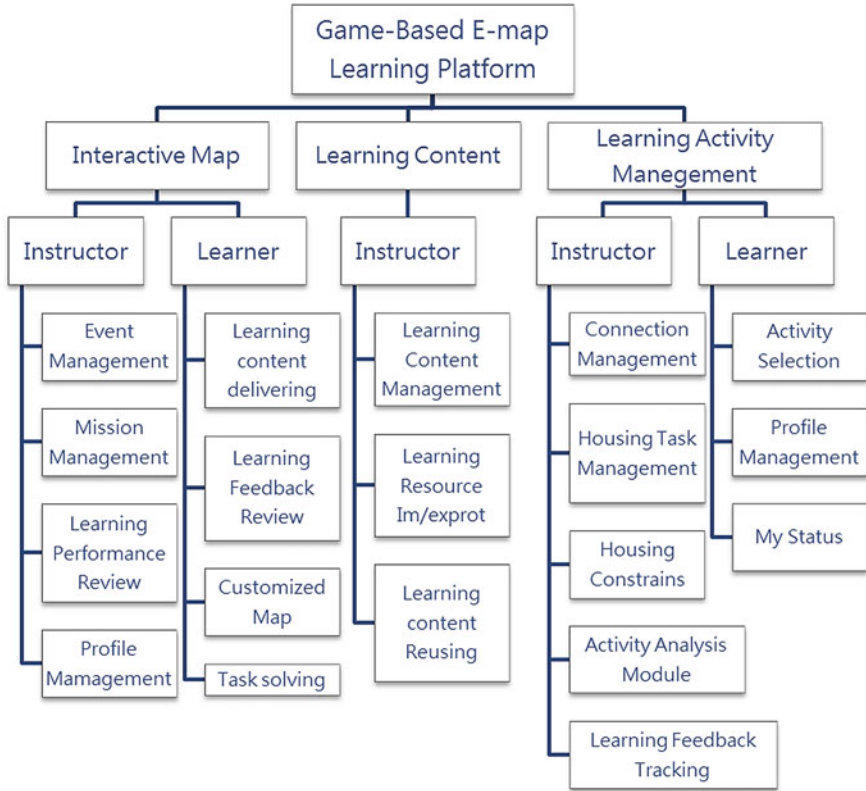 Game-Based E-map
Learning Platform
Interactive Map
Learning Content
Learning Activity
Manegement
Instructor
Learner
Instructor
Instructor
Learner
Event
Management
Mission
Management
Learning
Performance
Review
Profile
Mamagement
Learning
content
delivering
Learning
Feedback
Review
Customized
Map
Task solving
Learning
Content
Management
Learning
Resource
Im/exprot
Learning
content
Reusing
Connection
Management
Housing Task
Management
Housing
Constrains
Activity Analysis
Module
Learning Feedback
Tracking
Activity
Selection
Profile
Management
My Status